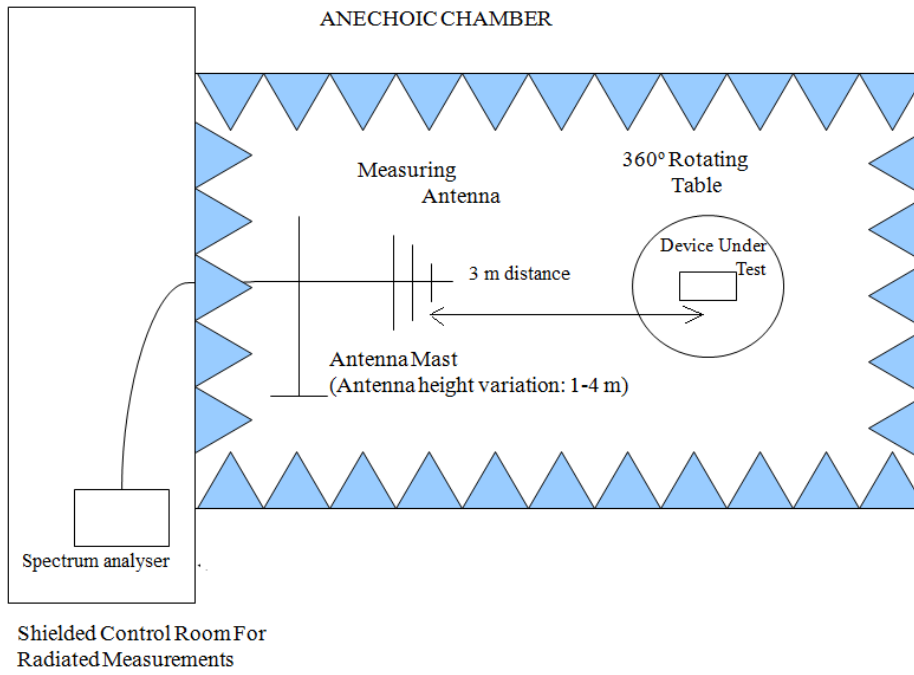 ANECHOIC CHAMBER
Measuring
Antenna
360º Rotating
Table
Device Under
Test
3 m distance
Antenna Mast
(Antenna height variation: 1-4 m)
Spectrum analyser
Shielded Control Room For
Radiated Measurements